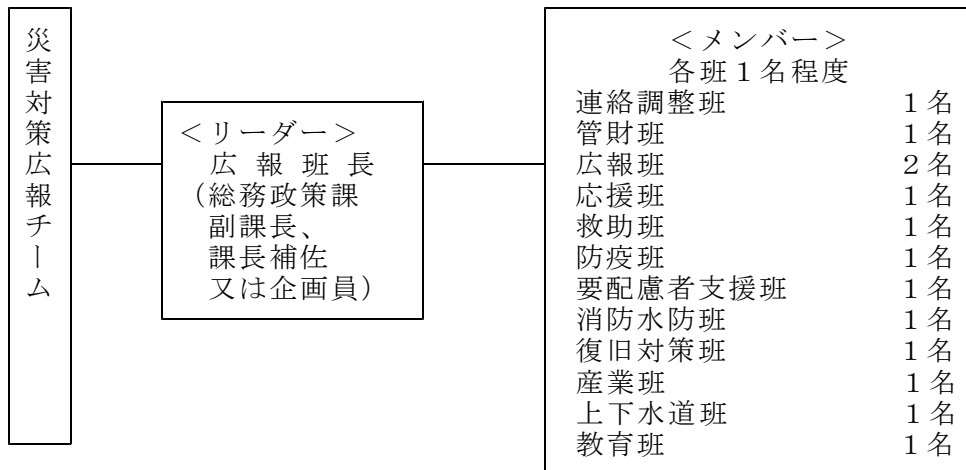 災害対策広報チーム
＜リーダー＞
広報班長
(総務政策課
副課長、
課長補佐
又は企画員)
＜メンバー＞
各班１名程度
連絡調整班 １名
管財班 １名
広報班 ２名
応援班 １名
救助班 １名
防疫班 １名
要配慮者支援班 １名
消防水防班 １名
復旧対策班 １名
産業班 １名
上下水道班 １名
教育班 １名